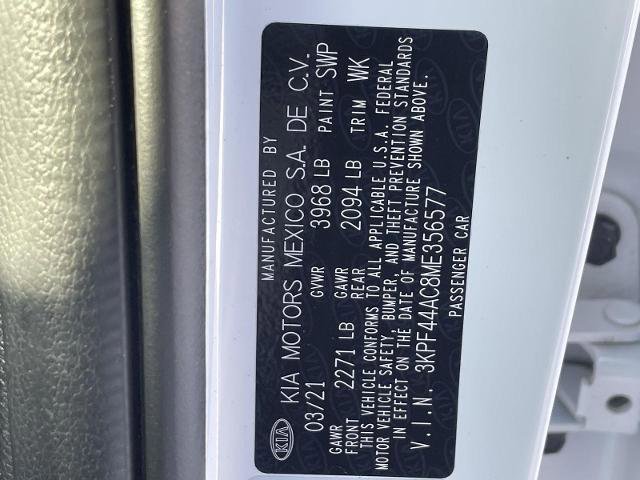 MANUFACTURED BY
KIA KIA MOTORS MEXICO S.A. DE C.V.
03/21 GVWR 3968 LB PAINT SWP
GAWR FRONT 2271 LB GAWR REAR 2094 LB TRIM WK
THIS VEHICLE CONFORMS TO ALL APPLICABLE U.S.A. FEDERAL
MOTOR VEHICLE SAFETY, BUMPER, AND THEFT PREVENTION STANDARDS
IN EFFECT ON THE DATE OF MANUFACTURE SHOWN ABOVE.
V.I.N. 3KPF44AC8ME356577
PASSENGER CAR